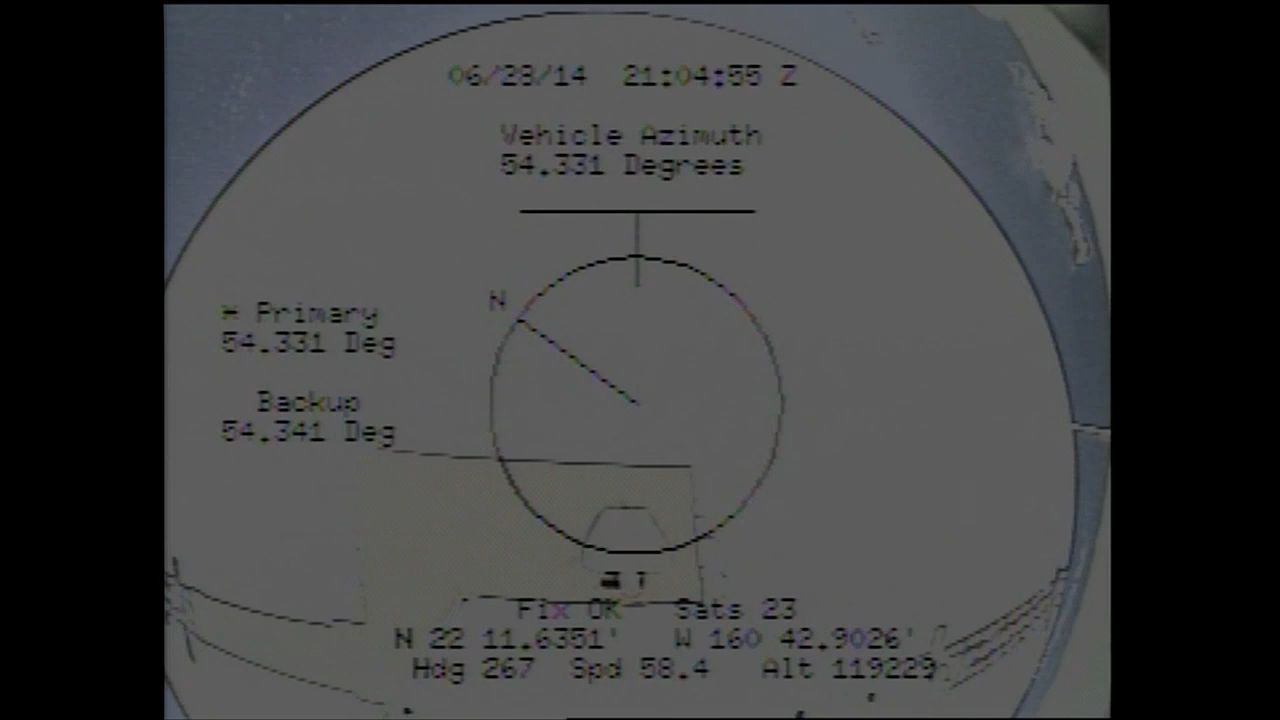 06/28/14 21:04:55 Z
Vehicle Azimuth
54.331 Degrees
N
* Primary
54.331 Deg
Backup
54.341 Deg
Fix OK Sats 23
N 22 11.6351' W 160 42.9026'
Hdg 267 Spd 58.4 Alt 119229